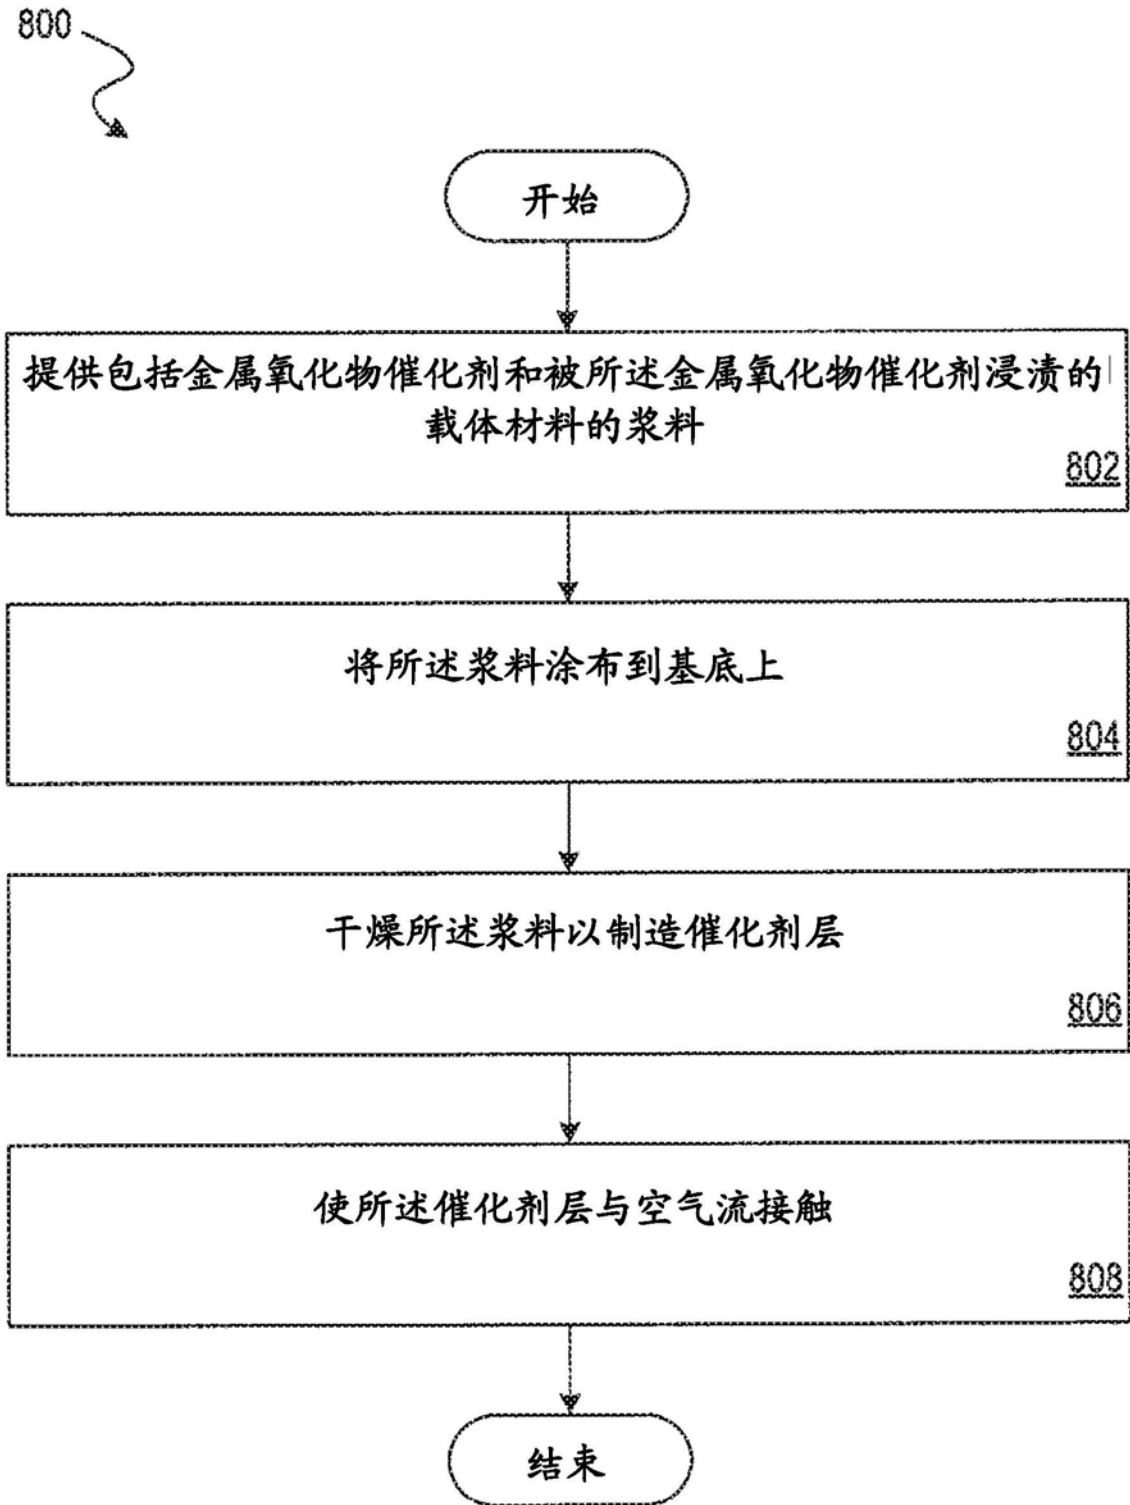 800
开始
提供包括金属氧化物催化剂和被所述金属氧化物催化剂浸渍的
载体材料的浆料
802
将所述浆料涂布到基底上
804
干燥所述浆料以制造催化剂层
806
使所述催化剂层与空气流接触
808
结束